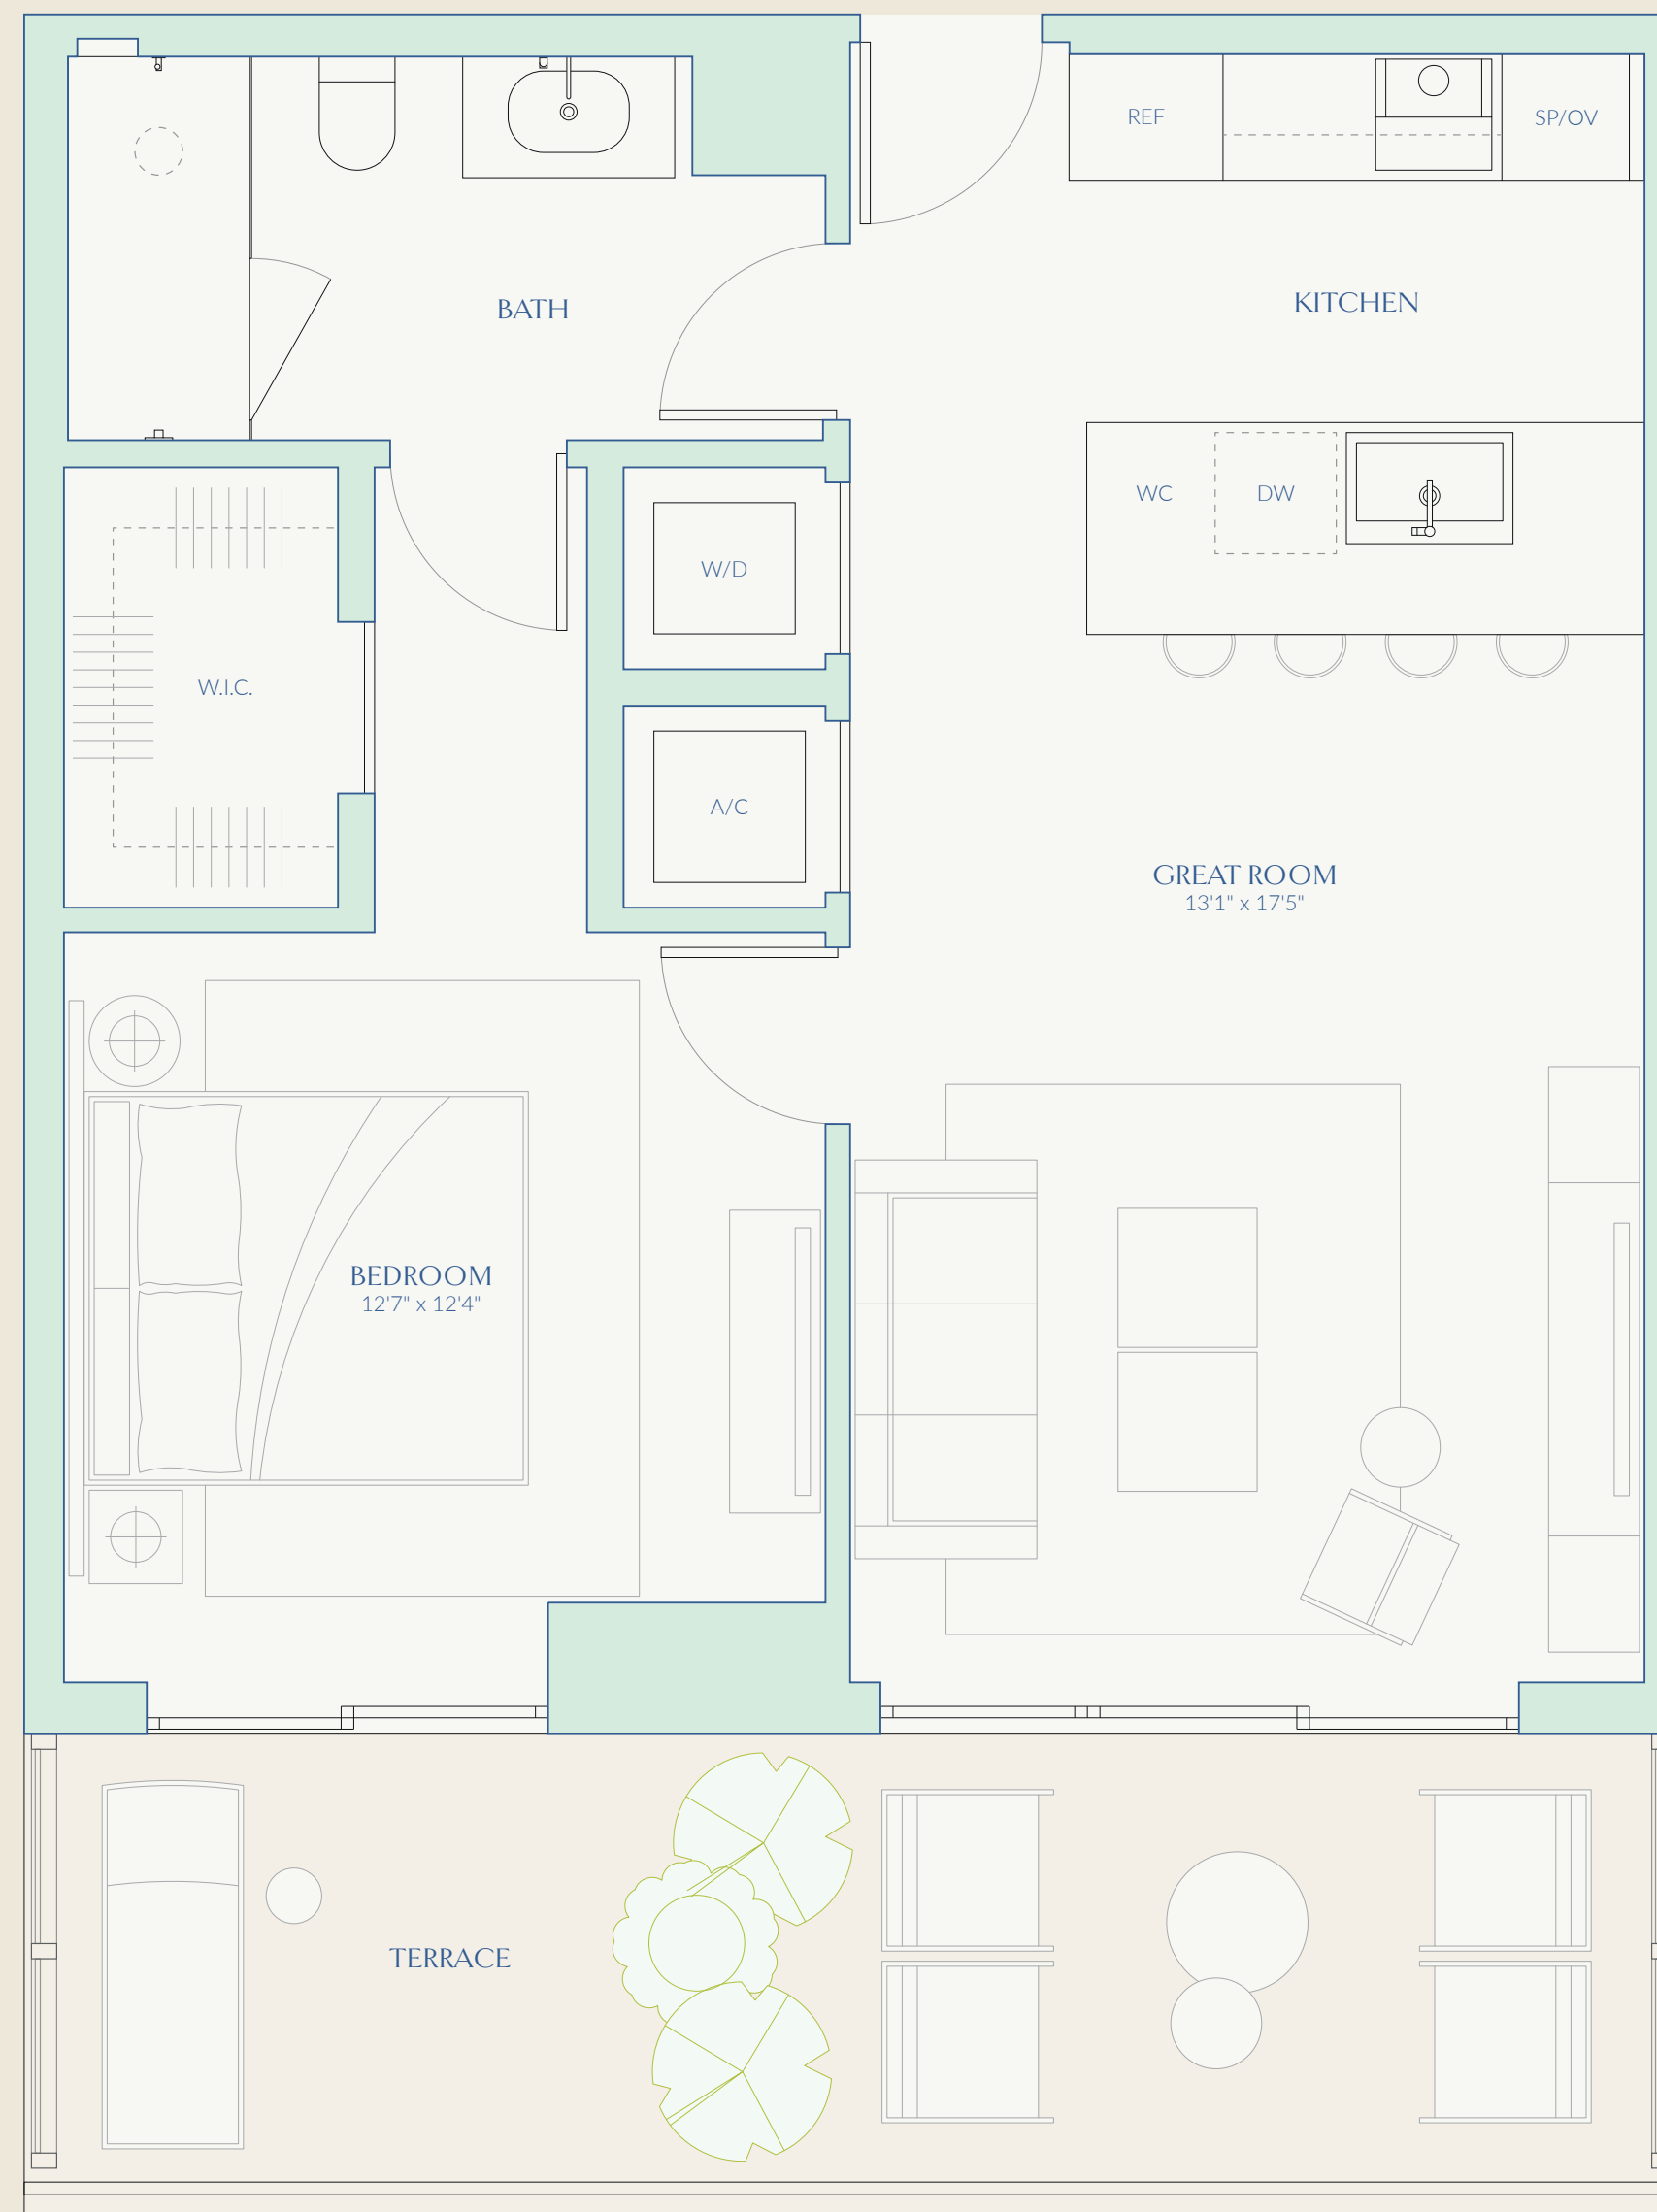 REF
SP/OV
BATH
KITCHEN
WC
DW
W/D
W.I.C.
A/C
GREAT ROOM
13'1" x 17'5"
BEDROOM
12'7" x 12'4"
TERRACE